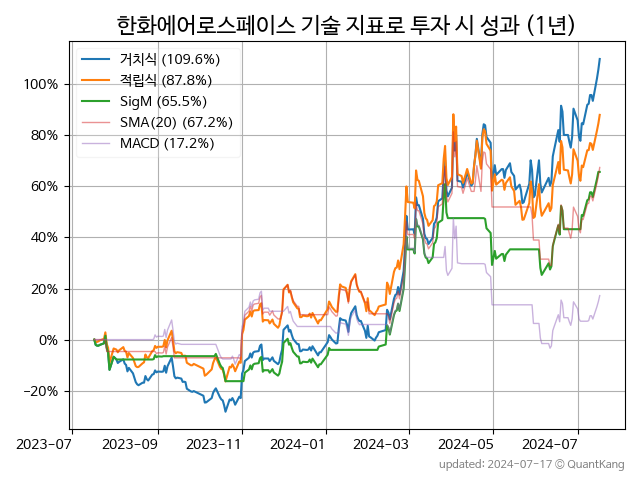 한화에어로스페이스 기술 지표로 투자 시 성과 (1년)
거치식 (109.6%)
적립식 (87.8%)
SigM (65.5%)
SMA(20) (67.2%)
MACD (17.2%)
100%
80%
60%
40%
20%
0%
−20%
2023-07 2023-09 2023-11 2024-01 2024-03 2024-05 2024-07
updated: 2024-07-17 © QuantKang